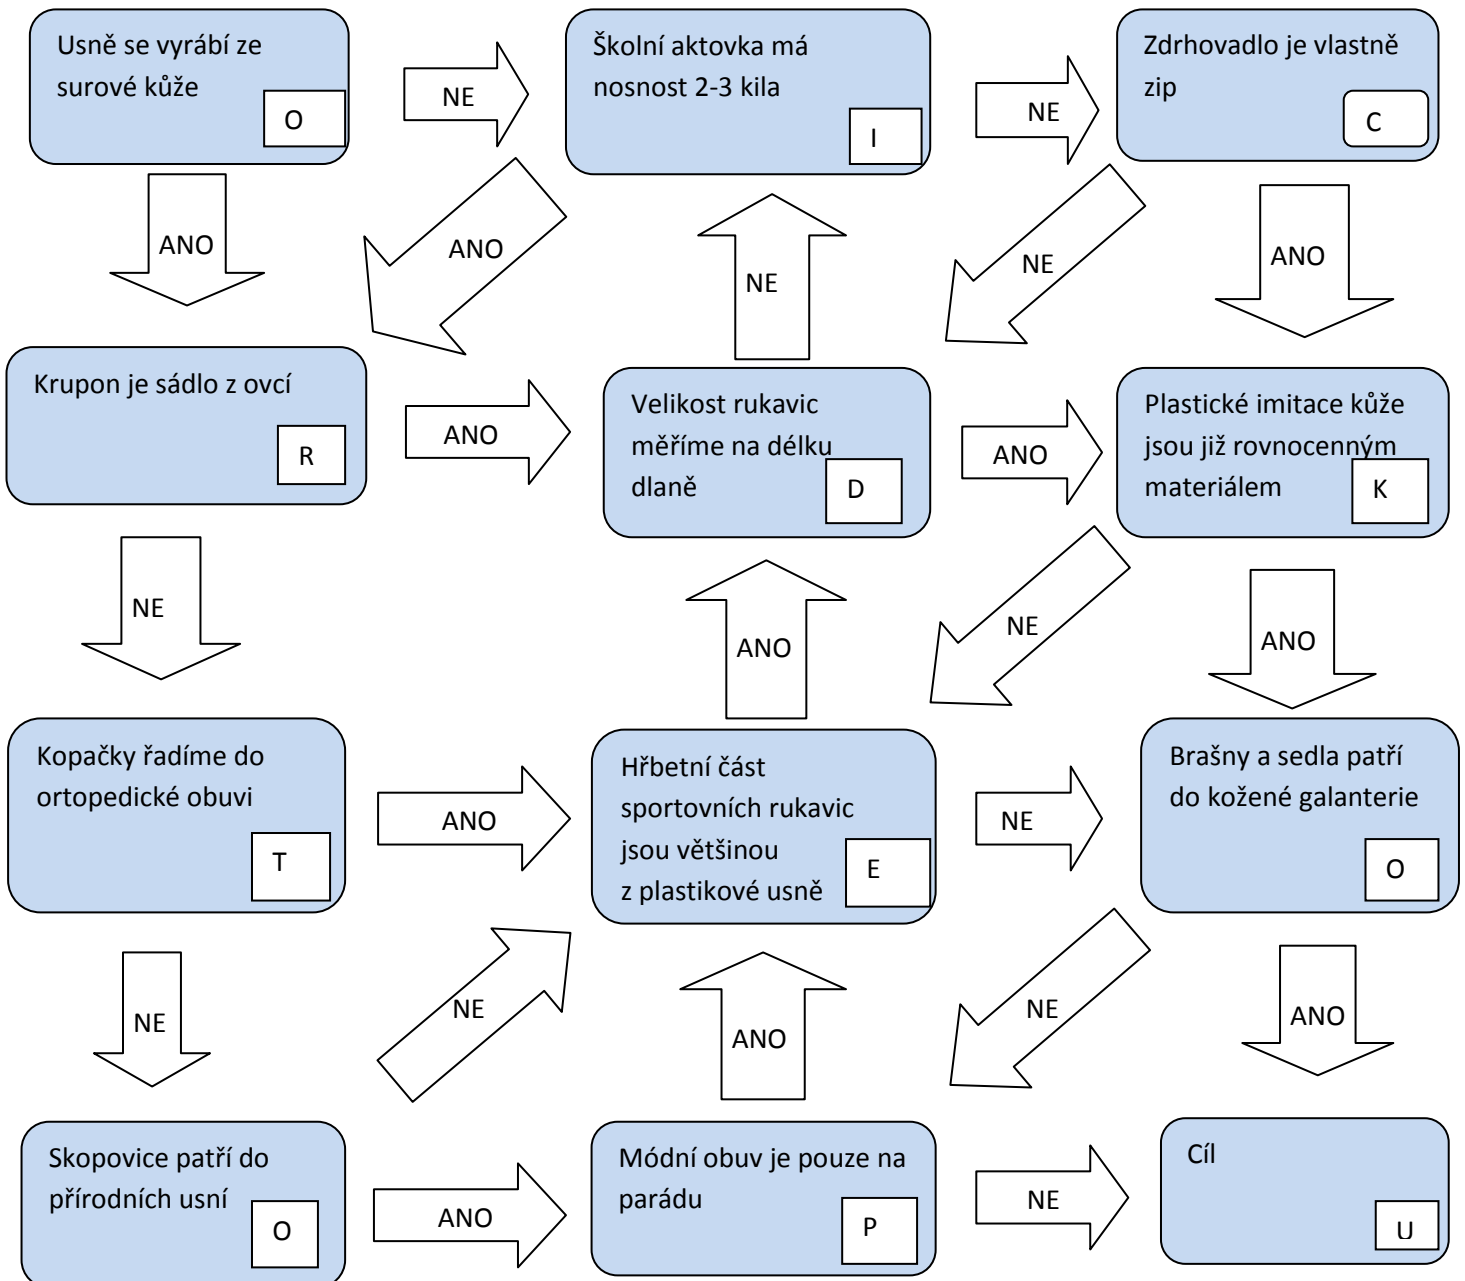 Usně se vyrábí ze
surové kůže
O
NE
Školní aktovka má
nosnost 2-3 kila
I
NE
Zdrhovadlo je vlastně
zip
C
ANO
ANO
NE
NE
ANO
Krupon je sádlo z ovcí
R
ANO
Velikost rukavic
měříme na délku
dlaně
D
ANO
Plastické imitace kůže
jsou již rovnocenným
materiálem
K
NE
ANO
NE
ANO
Kopačky řadíme do
ortopedické obuvi
T
ANO
Hřbetní část
sportovních rukavic
jsou většinou
z plastikové usně
E
NE
Brašny a sedla patří
do kožené galanterie
O
NE
NE
ANO
NE
ANO
Skopovice patří do
přírodních usní
O
ANO
Módní obuv je pouze na
parádu
P
NE
Cíl
U